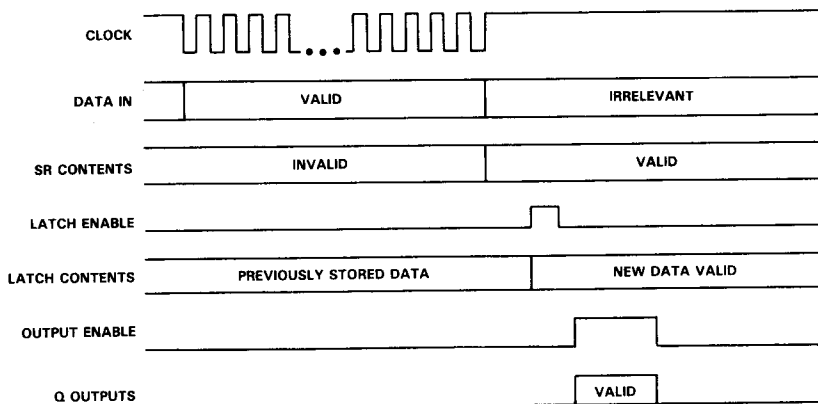 CLOCK
DATA IN VALID IRRELEVANT
SR CONTENTS INVALID VALID
LATCH ENABLE
LATCH CONTENTS PREVIOUSLY STORED DATA NEW DATA VALID
OUTPUT ENABLE
Q OUTPUTS VALID